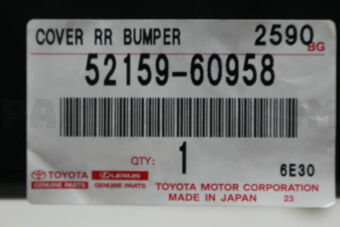 COVER RR BUMPER 2590
BG
52159-60958
QTY: 1 6E30
TOYOTA LEXUS
GENUINE PARTS GENUINE PARTS
TOYOTA MOTOR CORPORATION
MADE IN JAPAN 23